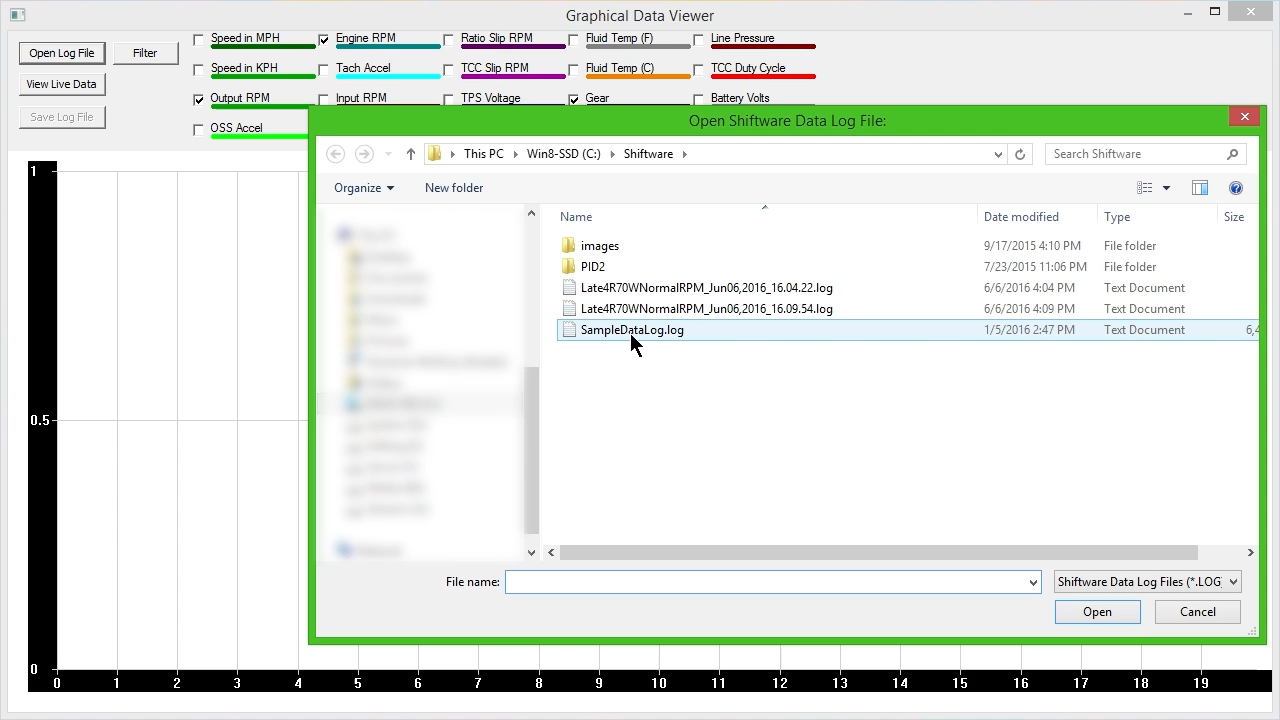 Graphical Data Viewer
Open Log File
Filter
View Live Data
Save Log File
Speed in MPH
Engine RPM
Ratio Slip RPM
Fluid Temp (F)
Line Pressure
Speed in KPH
Tach Accel
TCC Slip RPM
Fluid Temp (C)
TCC Duty Cycle
Output RPM
Input RPM
TPS Voltage
Gear
Battery Volts
OSS Accel
Open Shiftware Data Log File:
This PC
Win8-SSD (C:)
Shiftware
Search Shiftware
Organize
New folder
Name
Date modified
Type
Size
images
9/17/2015 4:10 PM
File folder
PID2
7/23/2015 11:06 PM
File folder
Late4R70WNormalRPM_Jun06,2016_16.04.22.log
6/6/2016 4:04 PM
Text Document
Late4R70WNormalRPM_Jun06,2016_16.09.54.log
6/6/2016 4:09 PM
Text Document
SampleDataLog.log
1/5/2016 2:47 PM
Text Document
6,4
File name:
Shiftware Data Log Files (*.LOG
Open
Cancel
1
0.5
0
0 1 2 3 4 5 6 7 8 9 10 11 12 13 14 15 16 17 18 19